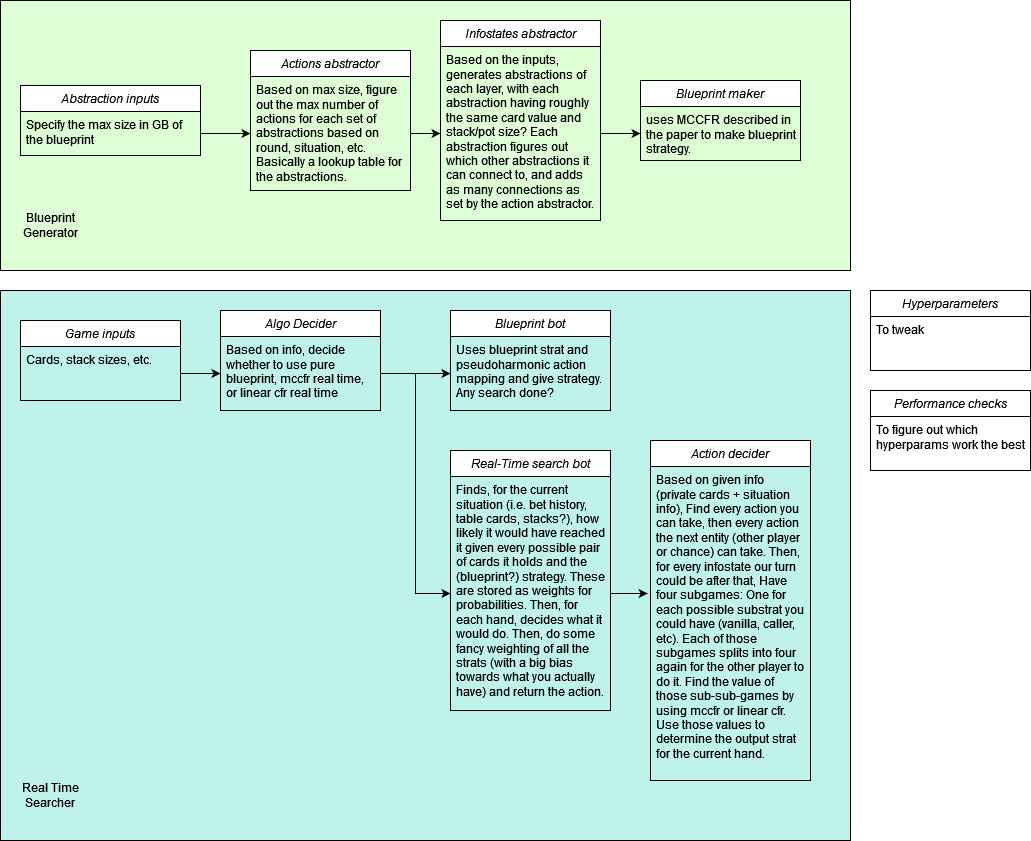 Abstraction inputs
Specify the max size in GB of
the blueprint
Actions abstractor
Based on max size, figure
out the max number of
actions for each set of
abstractions based on
round, situation, etc.
Basically a lookup table for
the abstractions.
Infostates abstractor
Based on the inputs,
generates abstractions of
each layer, with each
abstraction having roughly
the same card value and
stack/pot size? Each
abstraction figures out
which other abstractions it
can connect to, and adds
as many connections as
set by the action abstractor.
Blueprint maker
uses MCCFR described in
the paper to make blueprint
strategy.
Blueprint
Generator
Game inputs
Cards, stack sizes, etc.
Algo Decider
Based on info, decide
whether to use pure
blueprint, mccfr real time,
or linear cfr real time
Blueprint bot
Uses blueprint strat and
pseudoharmonic action
mapping and give strategy.
Any search done?
Real-Time search bot
Finds, for the current
situation (i.e. bet history,
table cards, stacks?), how
likely it would have reached
it given every possible pair
of cards it holds and the
(blueprint?) strategy. These
are stored as weights for
probabilities. Then, for
each hand, decides what it
would do. Then, do some
fancy weighting of all the
strats (with a big bias
towards what you actually
have) and return the action.
Action decider
Based on given info
(private cards + situation
info), Find every action you
can take, then every action
the next entity (other player
or chance) can take. Then,
for every infostate our turn
could be after that, Have
four subgames: One for
each possible substrat you
could have (vanilla, caller,
etc). Each of those
subgames splits into four
again for the other player to
do it. Find the value of
those sub-sub-games by
using mccfr or linear cfr.
Use those values to
determine the output strat
for the current hand.
Real Time
Searcher
Hyperparameters
To tweak
Performance checks
To figure out which
hyperparams work the best